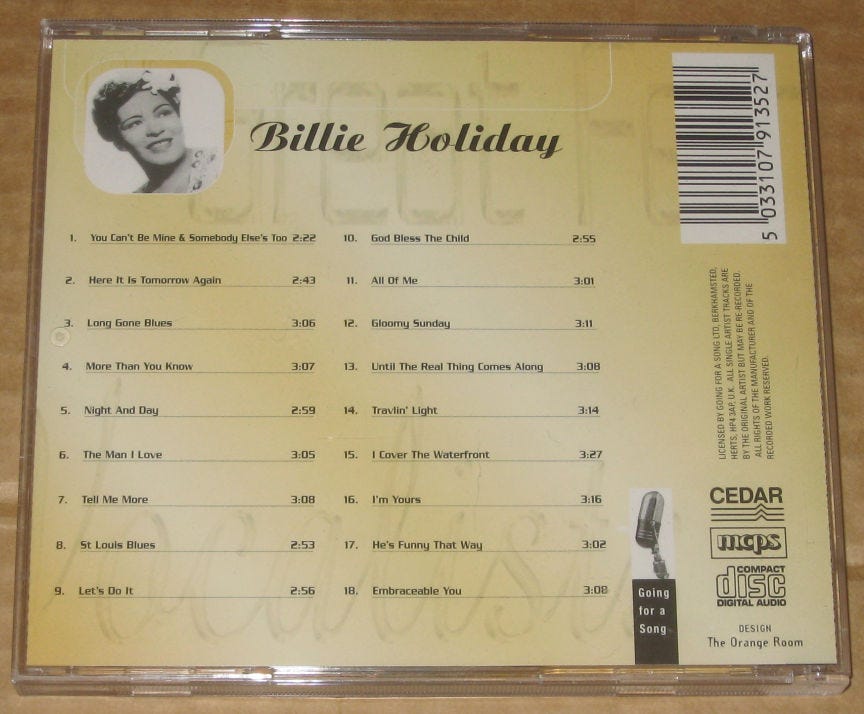 Billie Holiday
1. You Can't Be Mine & Somebody Else's Too 2:22
2. Here It Is Tomorrow Again 2:43
3. Long Gone Blues 3:06
4. More Than You Know 3:07
5. Night And Day 2:59
6. The Man I Love 3:05
7. Tell Me More 3:08
8. St Louis Blues 2:53
9. Let's Do It 2:56
10. God Bless The Child 2:55
11. All Of Me 3:01
12. Gloomy Sunday 3:11
13. Until The Real Thing Comes Along 3:08
14. Travlin' Light 3:14
15. I Cover The Waterfront 3:27
16. I'm Yours 3:16
17. He's Funny That Way 3:02
18. Embraceable You 3:08
5 033107 913527
LICENSED BY GOING FOR A SONG LTD, BERKHAMSTED,
HERTS, HP4 3AP, U.K. ALL SINGLE ARTIST TRACKS ARE
BY THE ORIGINAL ARTIST BUT MAY BE RE-RECORDED.
ALL RIGHTS OF THE MANUFACTURER AND OF THE
RECORDED WORK RESERVED.
CEDAR
mcps
COMPACT
disc
DIGITAL AUDIO
DESIGN
The Orange Room
Going
for a
Song